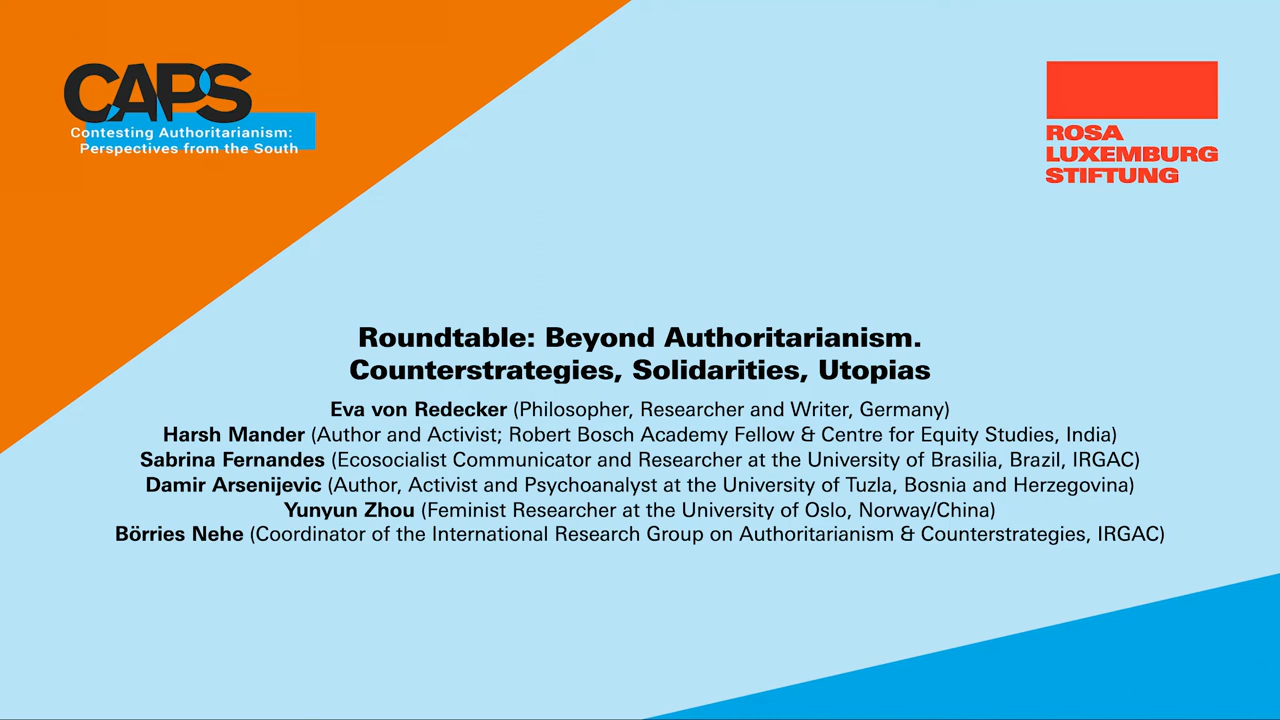 CAPS
Contesting Authoritarianism:
Perspectives from the South
ROSA
LUXEMBURG
STIFTUNG
Roundtable: Beyond Authoritarianism.
Counterstrategies, Solidarities, Utopias
Eva von Redecker (Philosopher, Researcher and Writer, Germany)
Harsh Mander (Author and Activist; Robert Bosch Academy Fellow & Centre for Equity Studies, India)
Sabrina Fernandes (Ecosocialist Communicator and Researcher at the University of Brasilia, Brazil, IRGAC)
Damir Arsenijevic (Author, Activist and Psychoanalyst at the University of Tuzla, Bosnia and Herzegovina)
Yunyun Zhou (Feminist Researcher at the University of Oslo, Norway/China)
Börries Nehe (Coordinator of the International Research Group on Authoritarianism & Counterstrategies, IRGAC)